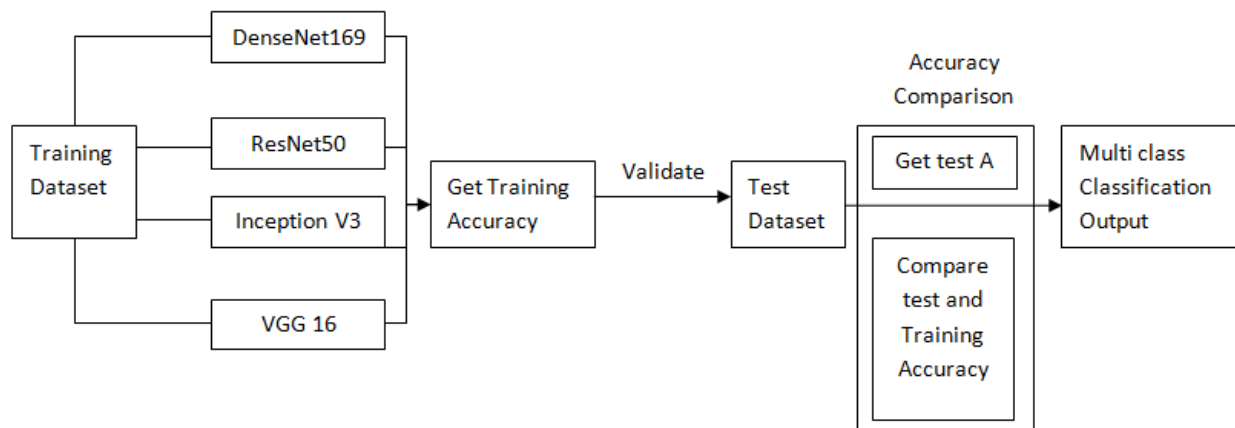 DenseNet169
Training
Dataset
ResNet50
Inception V3
VGG 16
Get Training
Accuracy
Validate
Test
Dataset
Accuracy
Comparison
Get test A
Compare
test and
Training
Accuracy
Multi class
Classification
Output